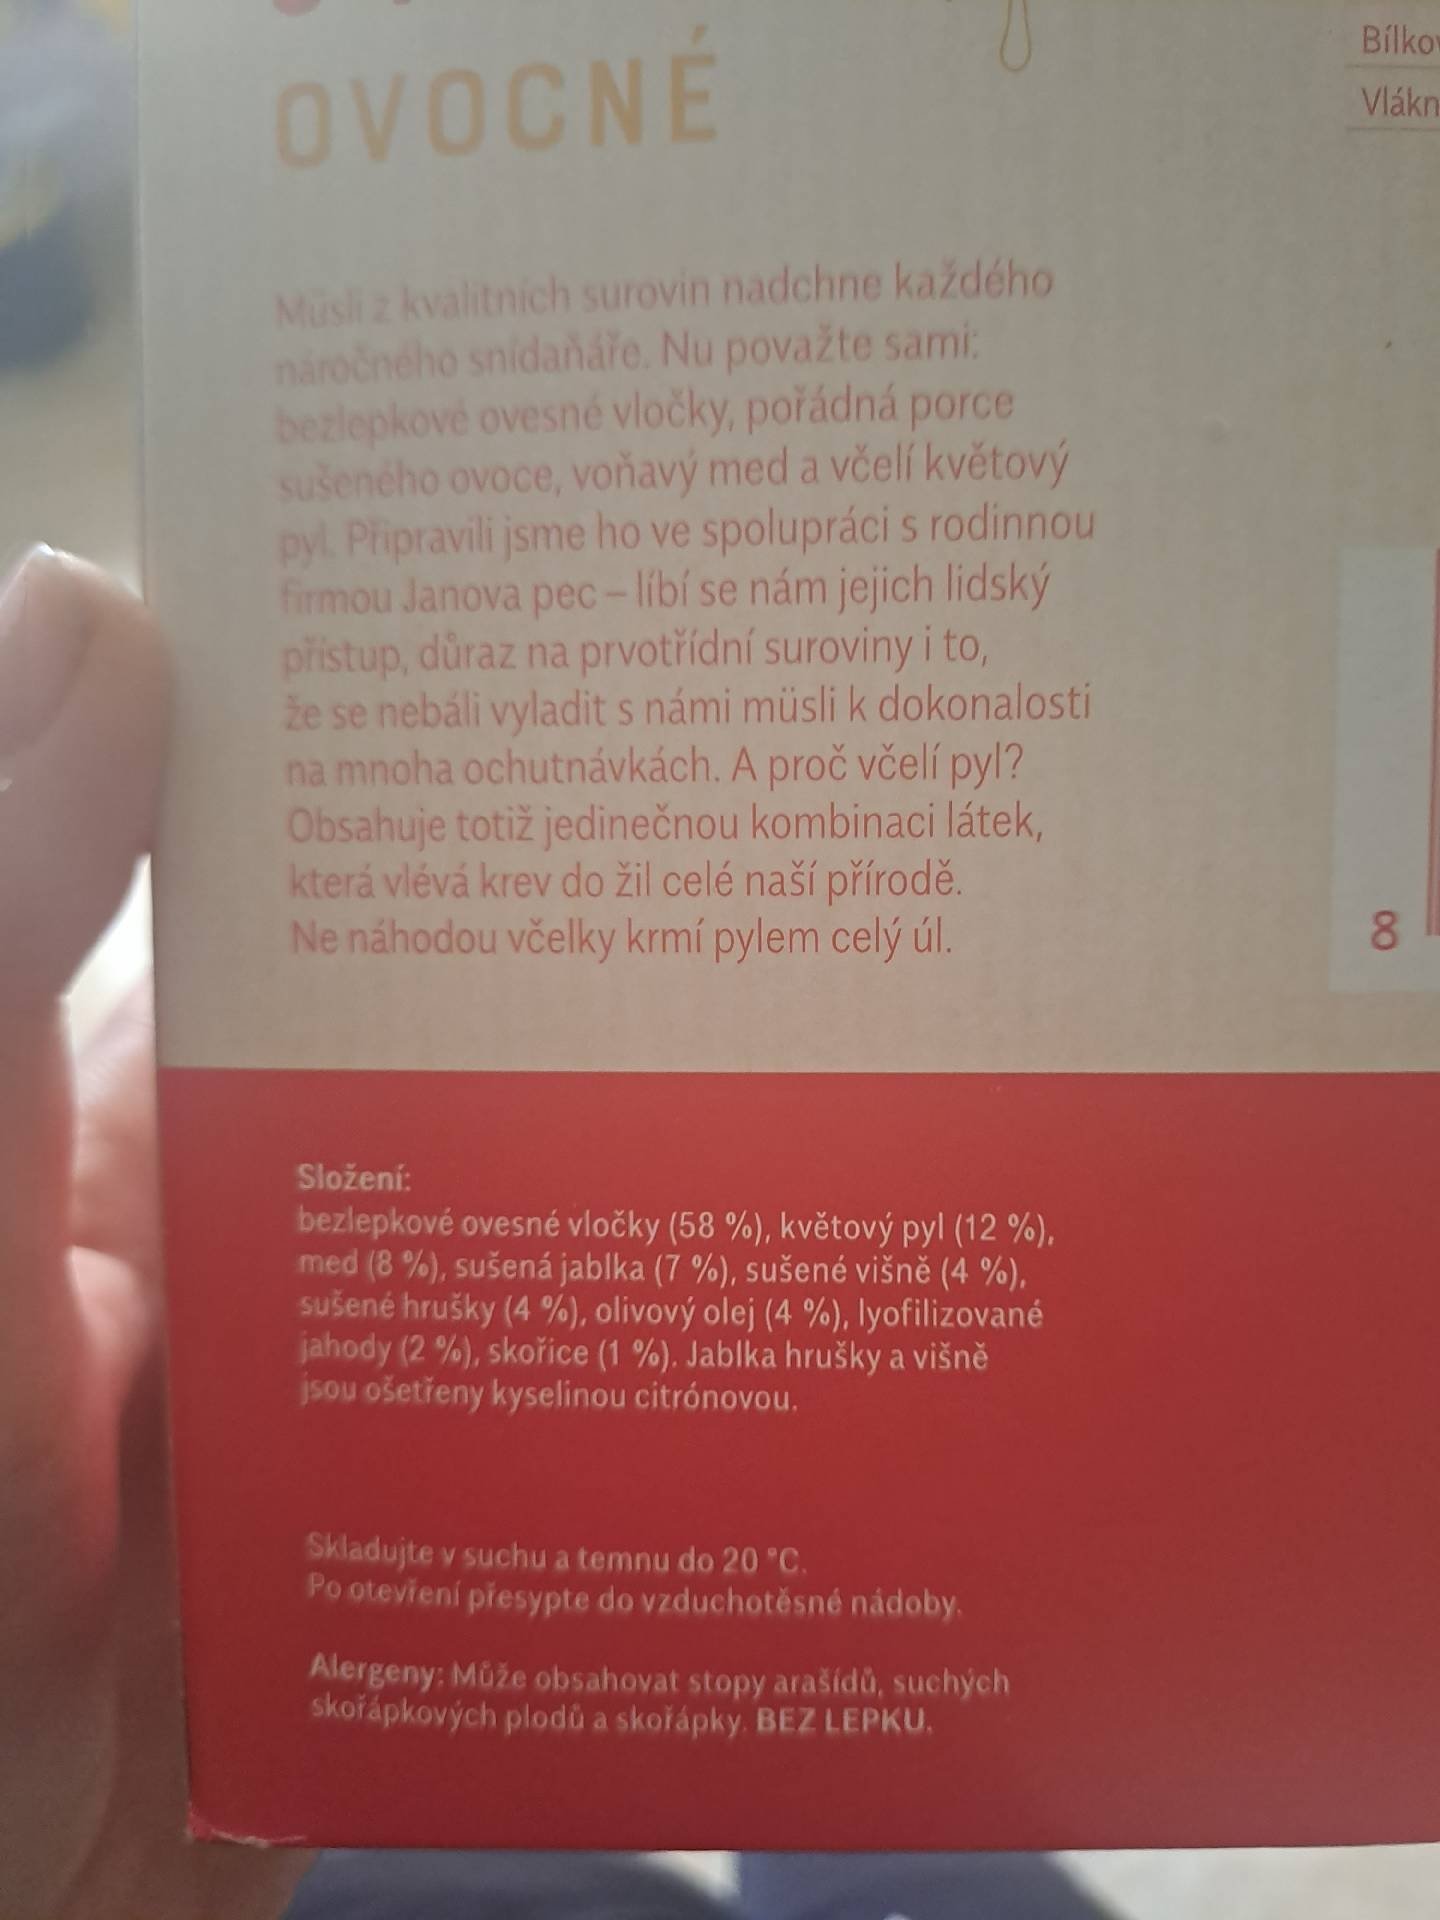 OVOCNÉ
Müsli z kvalitních surovin nadchne každého
náročného snídaňáře. Nu považte sami:
bezlepkové ovesné vločky, pořádná porce
sušeného ovoce, voňavý med a včelí květový
pyl. Připravili jsme ho ve spolupráci s rodinnou
firmou Janova pec – líbí se nám jejich lidský
přístup, důraz na prvotřídní suroviny i to,
že se nebáli vyladit s námi müsli k dokonalosti
na mnoha ochutnávkách. A proč včelí pyl?
Obsahuje totiž jedinečnou kombinaci látek,
která vlévá krev do žil celé naší přírodě.
Ne náhodou včelky krmí pylem celý úl.
8
Složení:
bezlepkové ovesné vločky (58 %), květový pyl (12 %),
med (8 %), sušená jablka (7 %), sušené višně (4 %),
sušené hrušky (4 %), olivový olej (4 %), lyofilizované
jahody (2 %), skořice (1 %). Jablka hrušky a višně
jsou ošetřeny kyselinou citrónovou.
Skladujte v suchu a temnu do 20 °C.
Po otevření přesypte do vzduchotěsné nádoby.
Alergeny: Může obsahovat stopy arašídů, suchých
skořápkových plodů a skořápky. BEZ LEPKU.